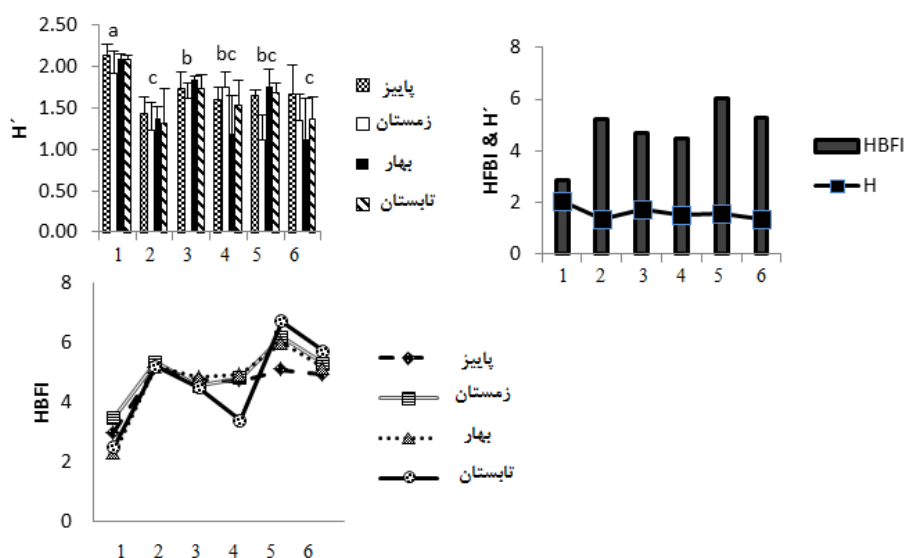 2.50
2.00
1.50
1.00
0.50
0.00
H´
a
c
b
bc
bc
c
1 2 3 4 5 6
پاییز
زمستان
بهار
تابستان
8
6
4
2
0
HFBI & H´
1 2 3 4 5 6
HBFI
H
8
6
4
2
0
HBFI
1 2 3 4 5 6
پاییز
زمستان
بهار
تابستان